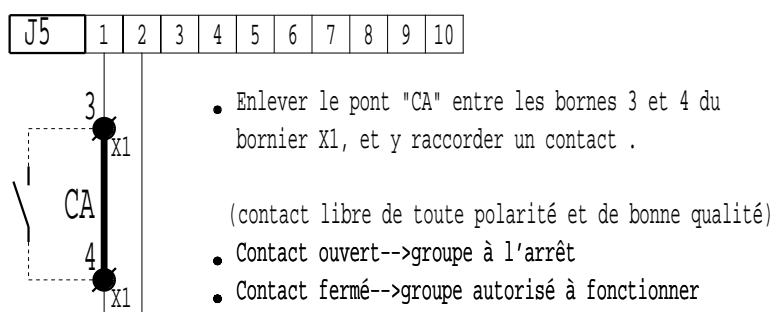 J5 1 2 3 4 5 6 7 8 9 10
3
X1
CA
4
X1
• Enlever le pont "CA" entre les bornes 3 et 4 du
bornier X1, et y raccorder un contact .
(contact libre de toute polarité et de bonne qualité)
• Contact ouvert-->groupe à l'arrêt
• Contact fermé-->groupe autorisé à fonctionner